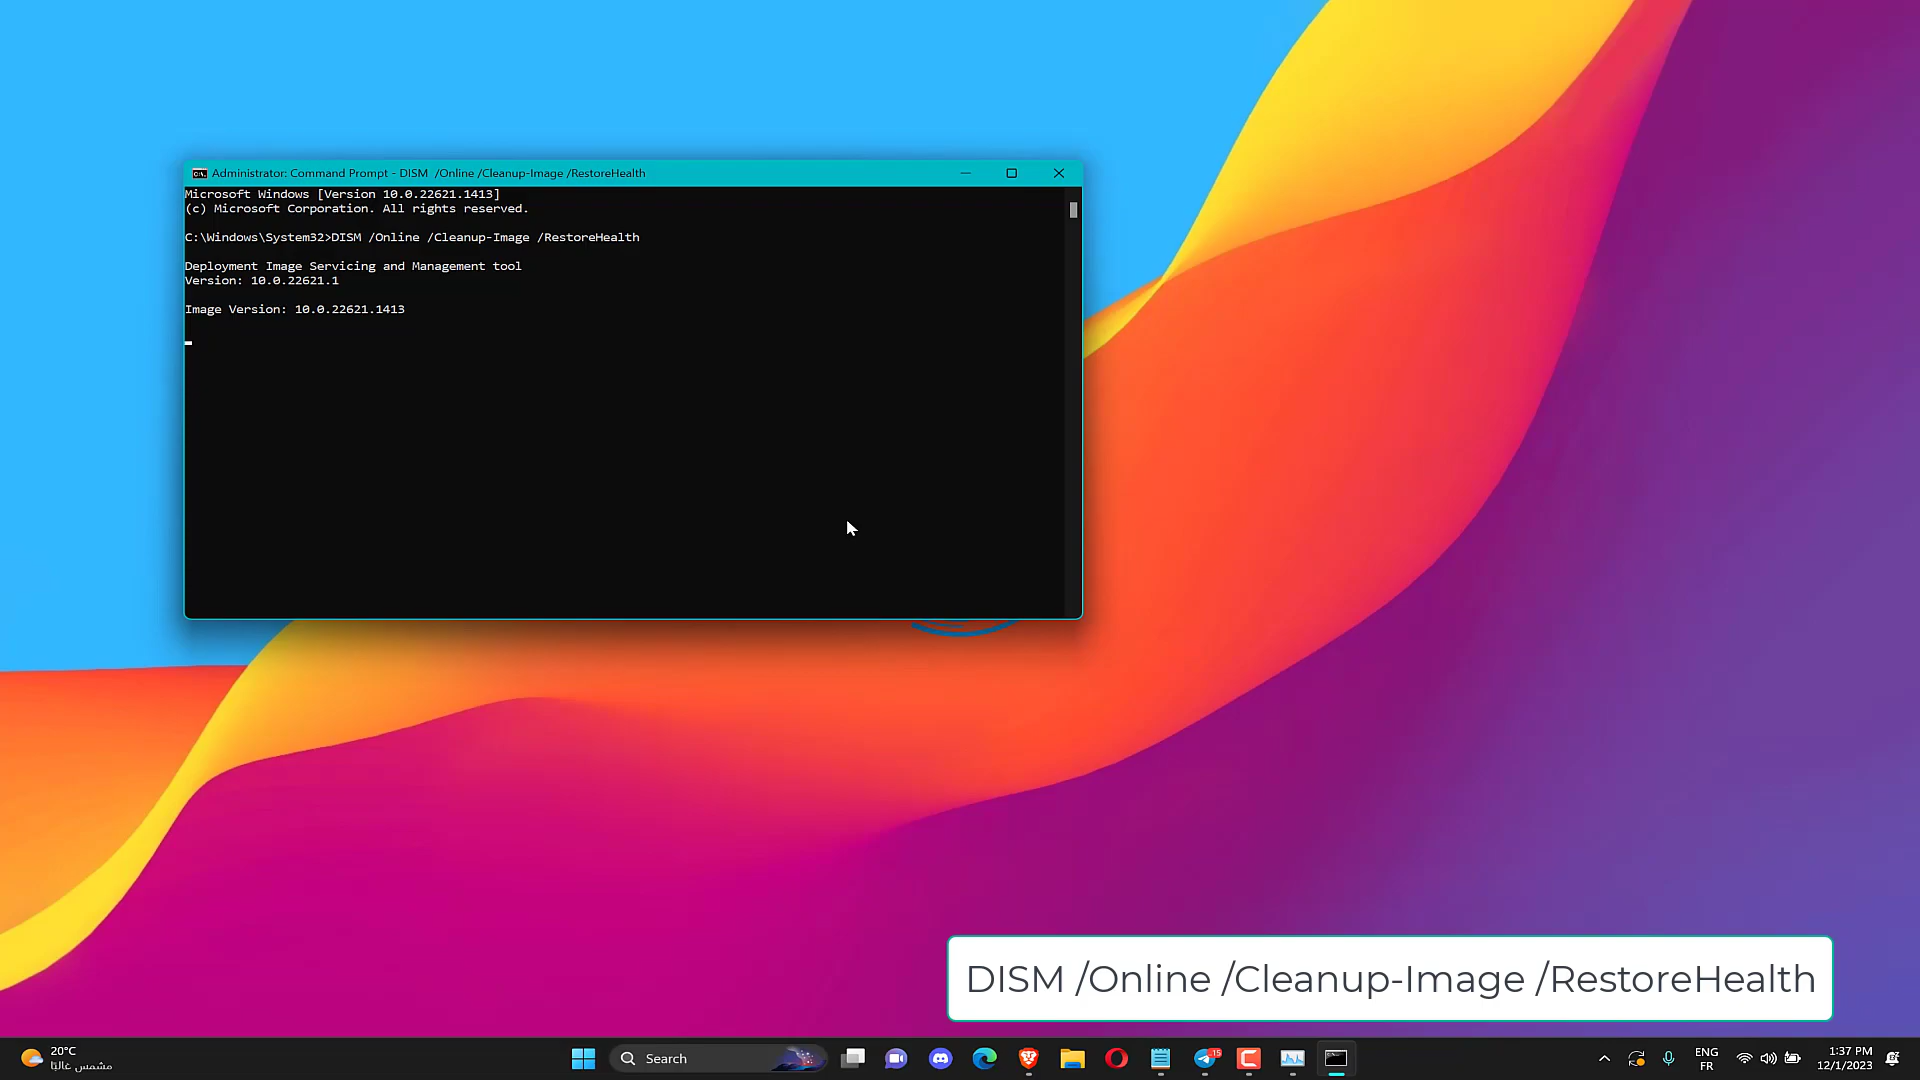 Administrator: Command Prompt - DISM  /Online /Cleanup-Image /RestoreHealth
Microsoft Windows [Version 10.0.22621.1413]
(c) Microsoft Corporation. All rights reserved.
C:\Windows\System32>DISM /Online /Cleanup-Image /RestoreHealth
Deployment Image Servicing and Management tool
Version: 10.0.22621.1
Image Version: 10.0.22621.1413
DISM /Online /Cleanup-Image /RestoreHealth
20°C
مشمس غالبًا
Search
15
ENG
FR
1:37 PM
12/1/2023